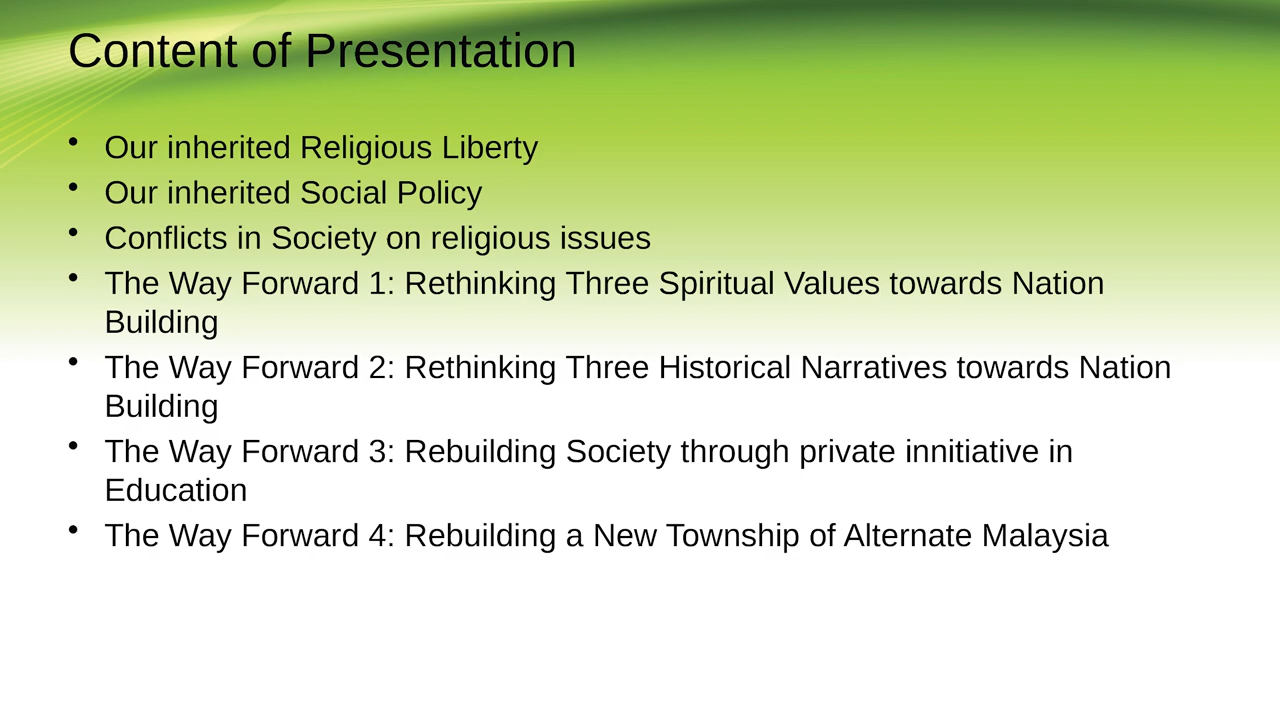 Content of Presentation
• Our inherited Religious Liberty
• Our inherited Social Policy
• Conflicts in Society on religious issues
• The Way Forward 1: Rethinking Three Spiritual Values towards Nation
Building
• The Way Forward 2: Rethinking Three Historical Narratives towards Nation
Building
• The Way Forward 3: Rebuilding Society through private innitiative in
Education
• The Way Forward 4: Rebuilding a New Township of Alternate Malaysia